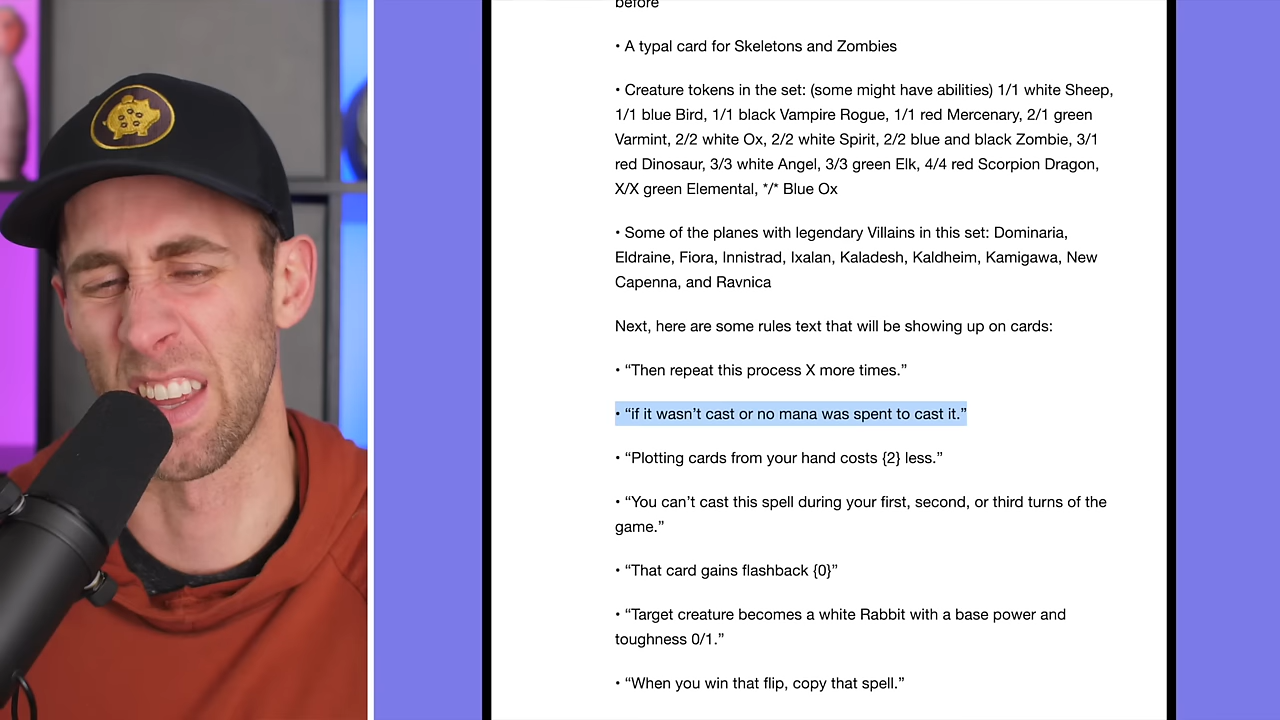 before
• A typal card for Skeletons and Zombies
• Creature tokens in the set: (some might have abilities) 1/1 white Sheep,
1/1 blue Bird, 1/1 black Vampire Rogue, 1/1 red Mercenary, 2/1 green
Varmint, 2/2 white Ox, 2/2 white Spirit, 2/2 blue and black Zombie, 3/1
red Dinosaur, 3/3 white Angel, 3/3 green Elk, 4/4 red Scorpion Dragon,
X/X green Elemental, */* Blue Ox
• Some of the planes with legendary Villains in this set: Dominaria,
Eldraine, Fiora, Innistrad, Ixalan, Kaladesh, Kaldheim, Kamigawa, New
Capenna, and Ravnica
Next, here are some rules text that will be showing up on cards:
• “Then repeat this process X more times.”
• “if it wasn’t cast or no mana was spent to cast it.”
• “Plotting cards from your hand costs {2} less.”
• “You can’t cast this spell during your first, second, or third turns of the
game.”
• “That card gains flashback {0}”
• “Target creature becomes a white Rabbit with a base power and
toughness 0/1.”
• “When you win that flip, copy that spell.”